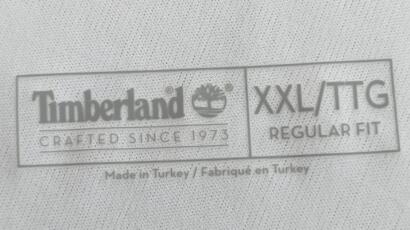 Timberland®
CRAFTED SINCE 1973
XXL/TTG
REGULAR FIT
Made in Turkey / Fabriqué en Turkey